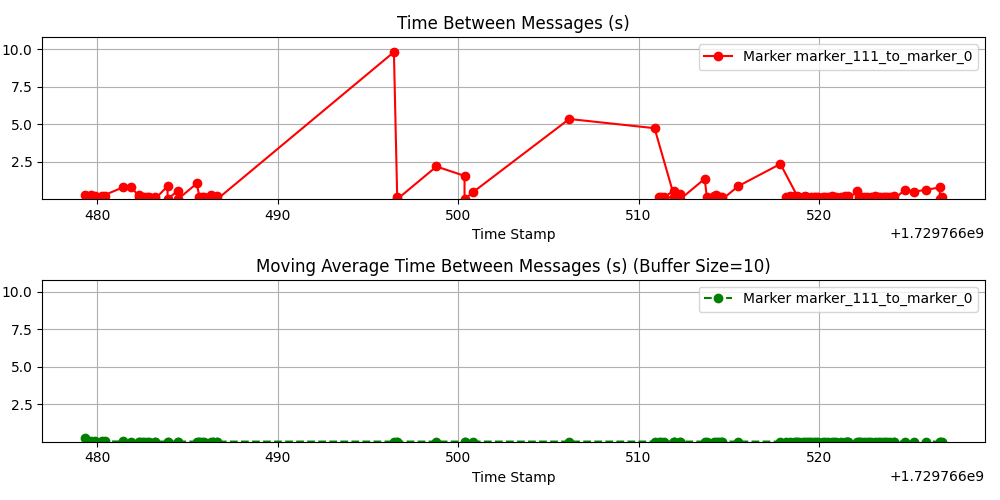 Time Between Messages (s)
10.0
7.5
5.0
2.5
Marker marker_111_to_marker_0
480 490 500 510 520
Time Stamp
+1.729766e9
Moving Average Time Between Messages (s) (Buffer Size=10)
10.0
7.5
5.0
2.5
Marker marker_111_to_marker_0
480 490 500 510 520
Time Stamp
+1.729766e9